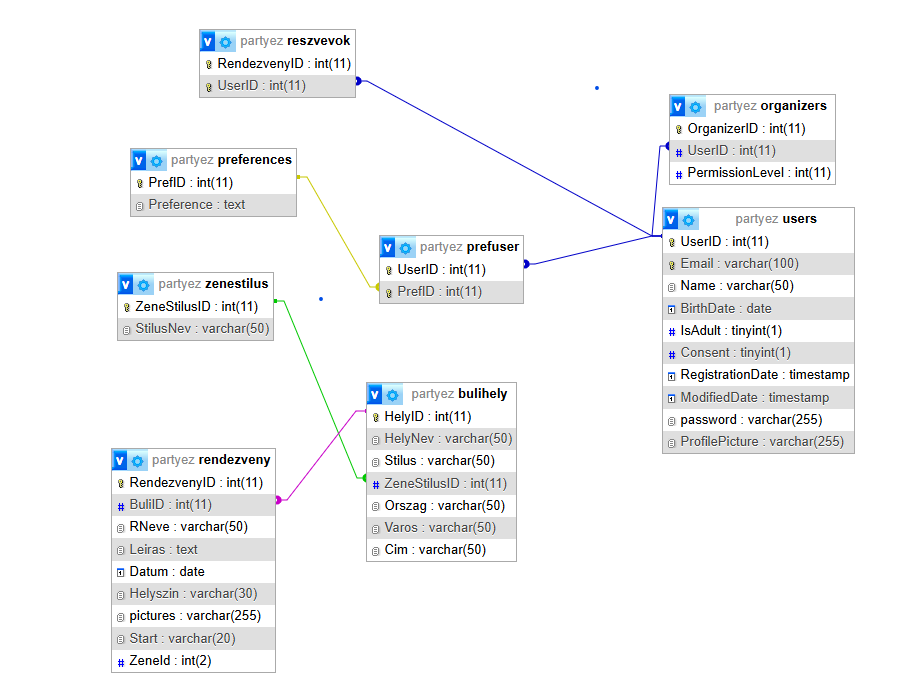 partyez reszvevok
RendezvenyID : int(11)
UserID : int(11)
partyez organizers
OrganizerID : int(11)
UserID : int(11)
PermissionLevel : int(11)
partyez preferences
PrefID : int(11)
Preference : text
partyez users
UserID : int(11)
Email : varchar(100)
Name : varchar(50)
BirthDate : date
IsAdult : tinyint(1)
Consent : tinyint(1)
RegistrationDate : timestamp
ModifiedDate : timestamp
password : varchar(255)
ProfilePicture : varchar(255)
partyez prefuser
UserID : int(11)
PrefID : int(11)
partyez zenestilus
ZeneStilusID : int(11)
StilusNev : varchar(50)
partyez bulihely
HelyID : int(11)
HelyNev : varchar(50)
Stilus : varchar(50)
ZeneStilusID : int(11)
Orszag : varchar(50)
Varos : varchar(50)
Cim : varchar(50)
partyez rendezveny
RendezvenyID : int(11)
BuliID : int(11)
RNeve : varchar(50)
Leiras : text
Datum : date
Helyszin : varchar(30)
pictures : varchar(255)
Start : varchar(20)
ZeneId : int(2)